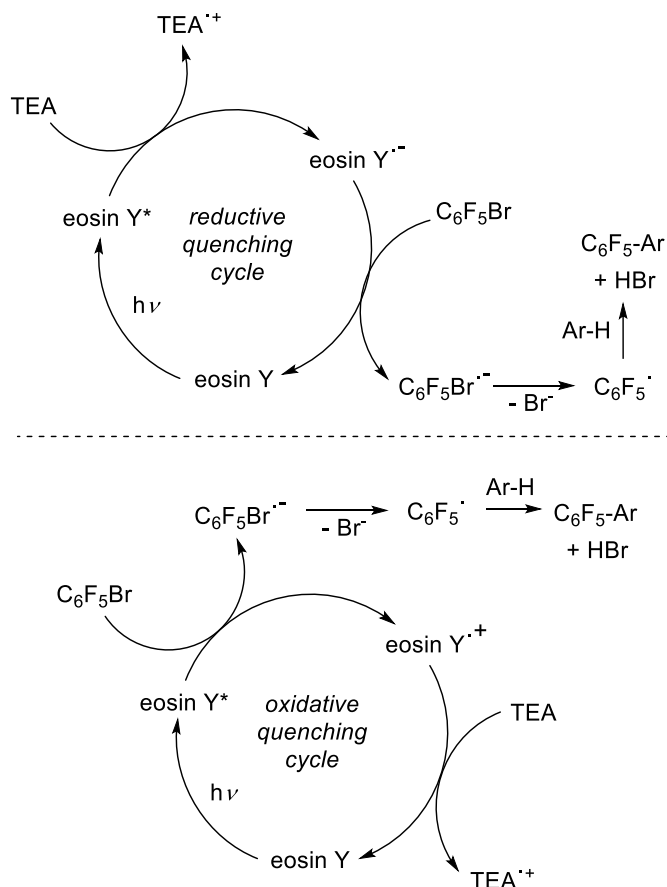 TEA·+
TEA
eosin Y·-
eosin Y*
reductive
quenching
cycle
C6F5Br
C6F5-Ar
+ HBr
hν
Ar-H
eosin Y
C6F5Br·-
- Br-
C6F5·
C6F5Br·-
- Br-
C6F5·
Ar-H
C6F5-Ar
+ HBr
C6F5Br
eosin Y·+
eosin Y*
oxidative
quenching
cycle
TEA
hν
eosin Y
TEA·+